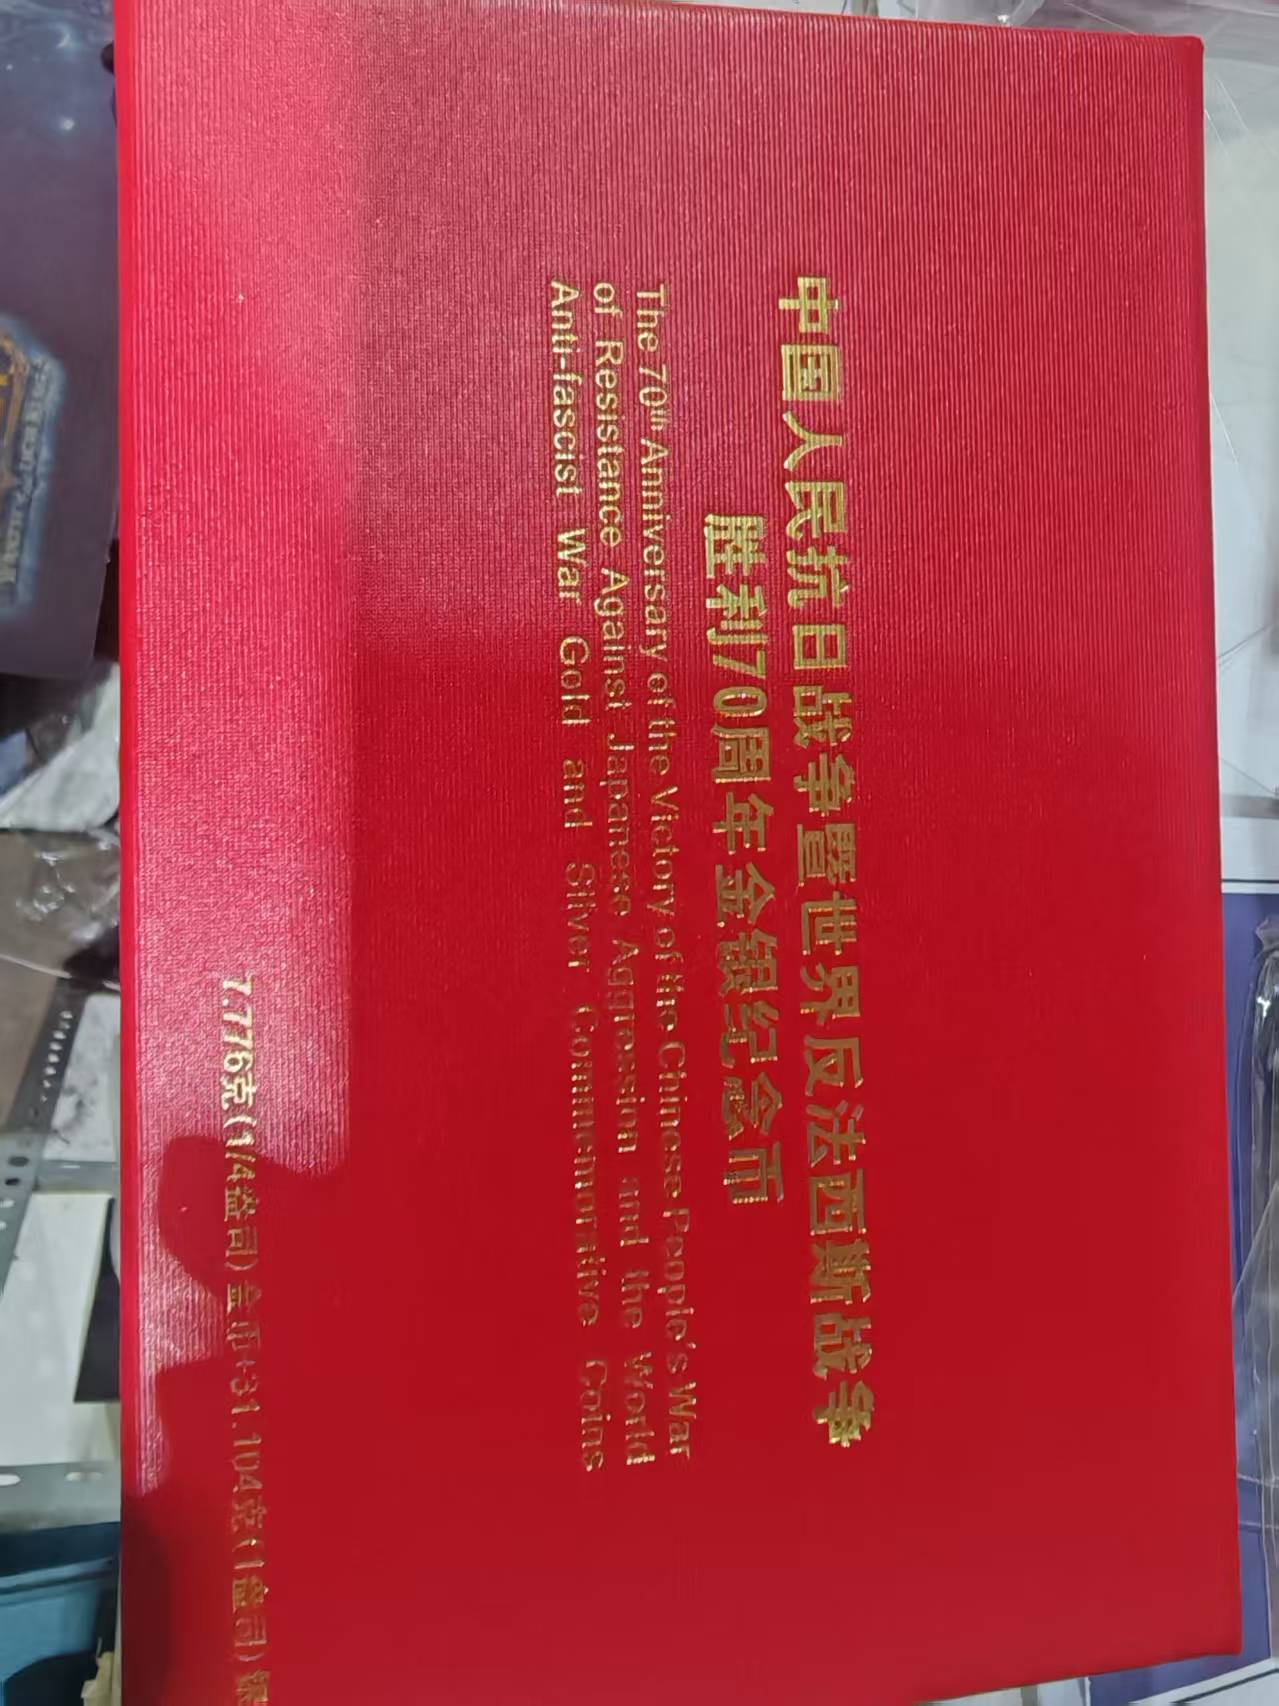 中国人民抗日战争暨世界反法西斯战争
胜利70周年金银纪念币
The 70th Anniversary of the Victory of the Chinese People's War
of Resistance Against Japanese Aggression and the World
Anti-fascist War Gold and Silver Commemorative Coins
7.776克(1/4盎司)金币+31.104克(1盎司)银